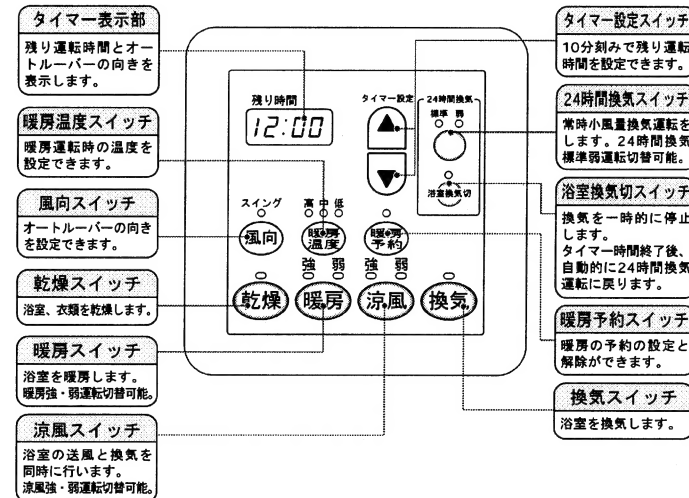 タイマー表示部
残り運転時間とオー
トルーバーの向きを
表示します。
暖房温度スイッチ
暖房運転時の温度を
設定できます。
風向スイッチ
オートルーバーの向き
を設定できます。
乾燥スイッチ
浴室、衣類を乾燥します。
暖房スイッチ
浴室を暖房します。
暖房強・弱運転切替可能。
涼風スイッチ
浴室の送風と換気を
同時に行います。
涼風強・弱運転切替可能。
残り時間
12:00
タイマー設定
24時間換気
標準 弱
浴室換気切
スイング
高 中 低
風向
暖房
温度
暖房
予約
強 弱
強 弱
乾燥
暖房
涼風
換気
タイマー設定スイッチ
10分刻みで残り運転
時間を設定できます。
24時間換気スイッチ
常時小風量換気運転を
します。24時間換気
標準弱運転切替可能。
浴室換気切スイッチ
換気を一時的に停止
します。
タイマー時間終了後、
自動的に24時間換気
運転に戻ります。
暖房予約スイッチ
暖房の予約の設定と
解除ができます。
換気スイッチ
浴室を換気します。